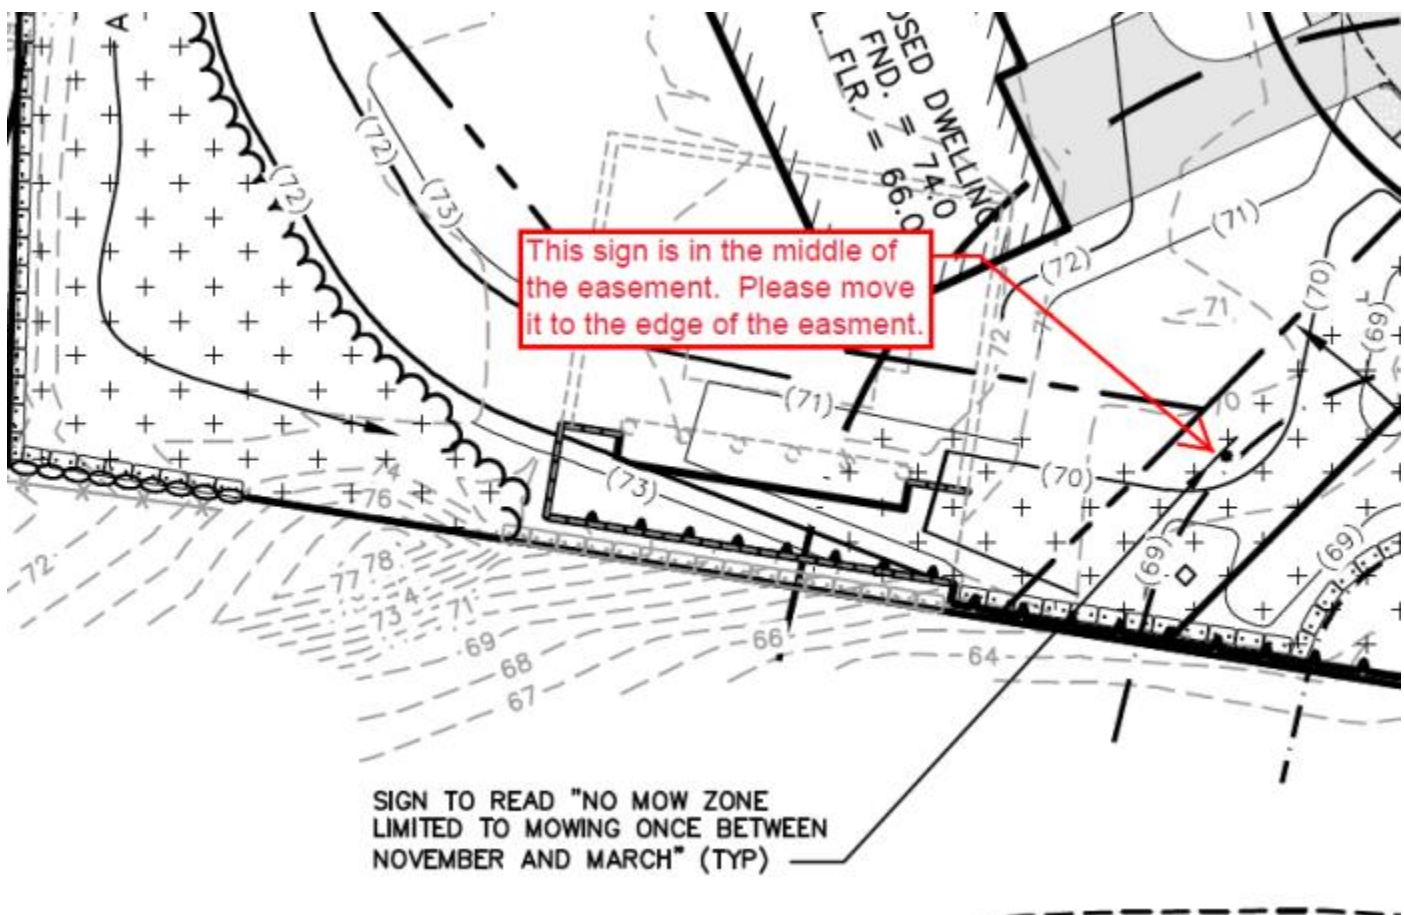 A
(72)
(72)
(73)
OSED DWELLING
FND. = 74.0
L. FLR. = 66.0
This sign is in the middle of
the easement.  Please move
it to the edge of the easment.
(72)
(71)
(70)
(69)
71
72
71
70
(71)
(70)
(73)
(69)
(69)
74
76
78
77
73
4
71
69
68
67
66
64
72
SIGN TO READ "NO MOW ZONE
LIMITED TO MOWING ONCE BETWEEN
NOVEMBER AND MARCH" (TYP)